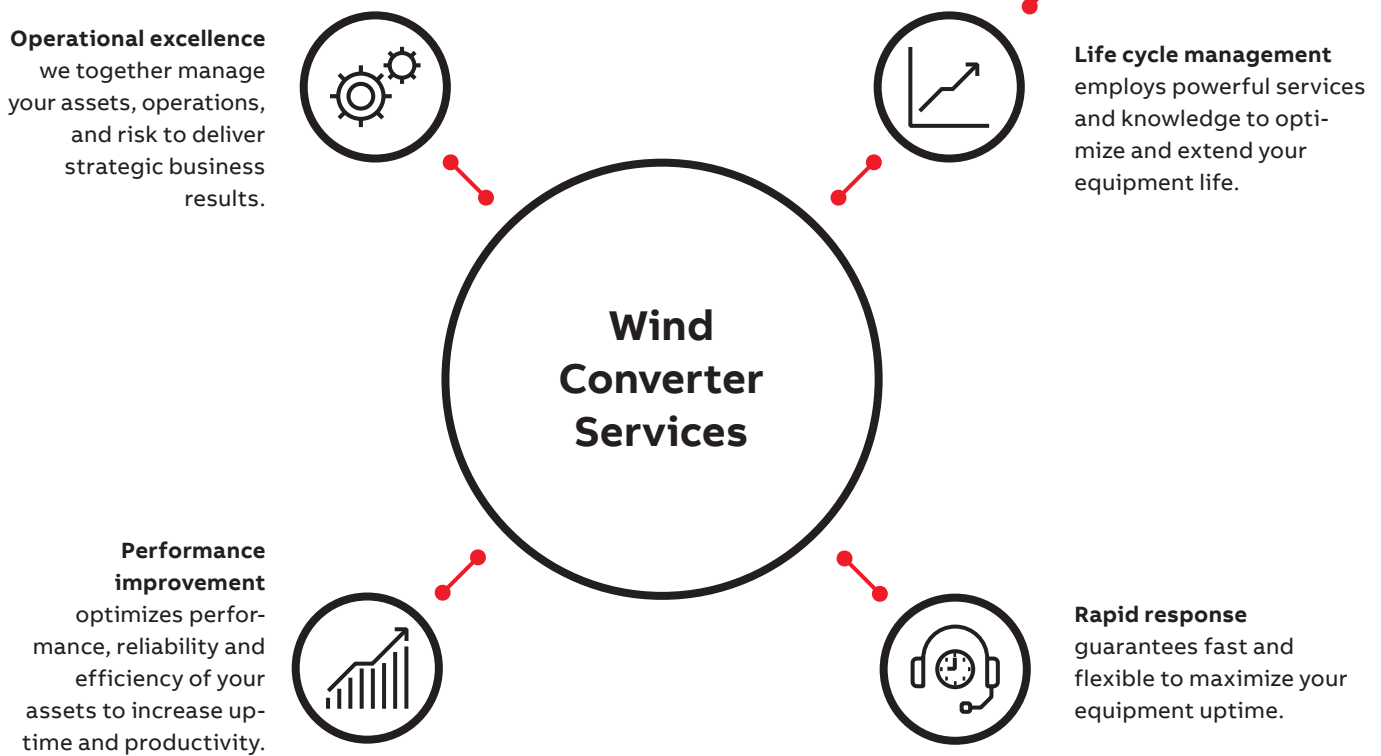 Operational excellence
we together manage
your assets, operations,
and risk to deliver
strategic business
results.
Life cycle management
employs powerful services
and knowledge to opti-
mize and extend your
equipment life.
Wind
Converter
Services
Performance
improvement
optimizes perfor-
mance, reliability and
efficiency of your
assets to increase up-
time and productivity.
Rapid response
guarantees fast and
flexible to maximize your
equipment uptime.